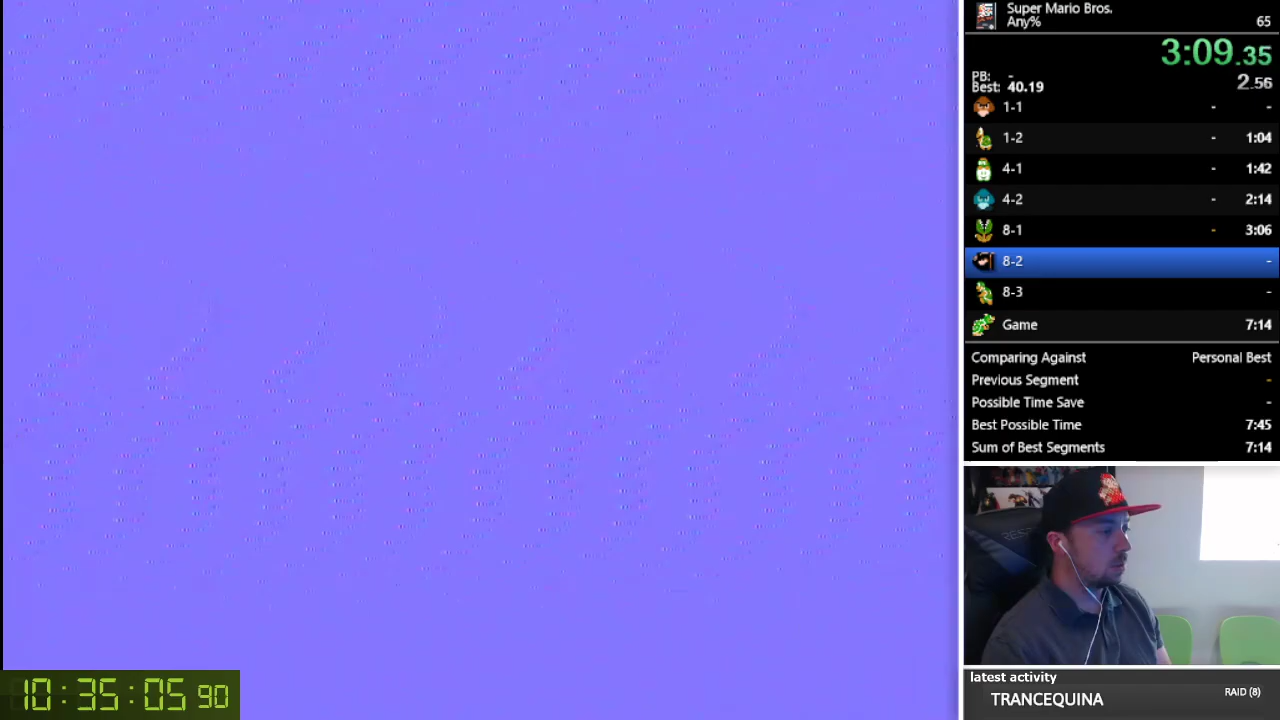 Super Mario Bros.
Any% 65
3:09.35
PB: - 2.56
Best: 40.19
1-1 - -
1-2 - 1:04
4-1 - 1:42
4-2 - 2:14
8-1 - 3:06
8-2 -
8-3 -
Game 7:14
Comparing Against Personal Best
Previous Segment -
Possible Time Save -
Best Possible Time 7:45
Sum of Best Segments 7:14
latest activity
TRANCEQUINA RAID (8)
10:35:05 90